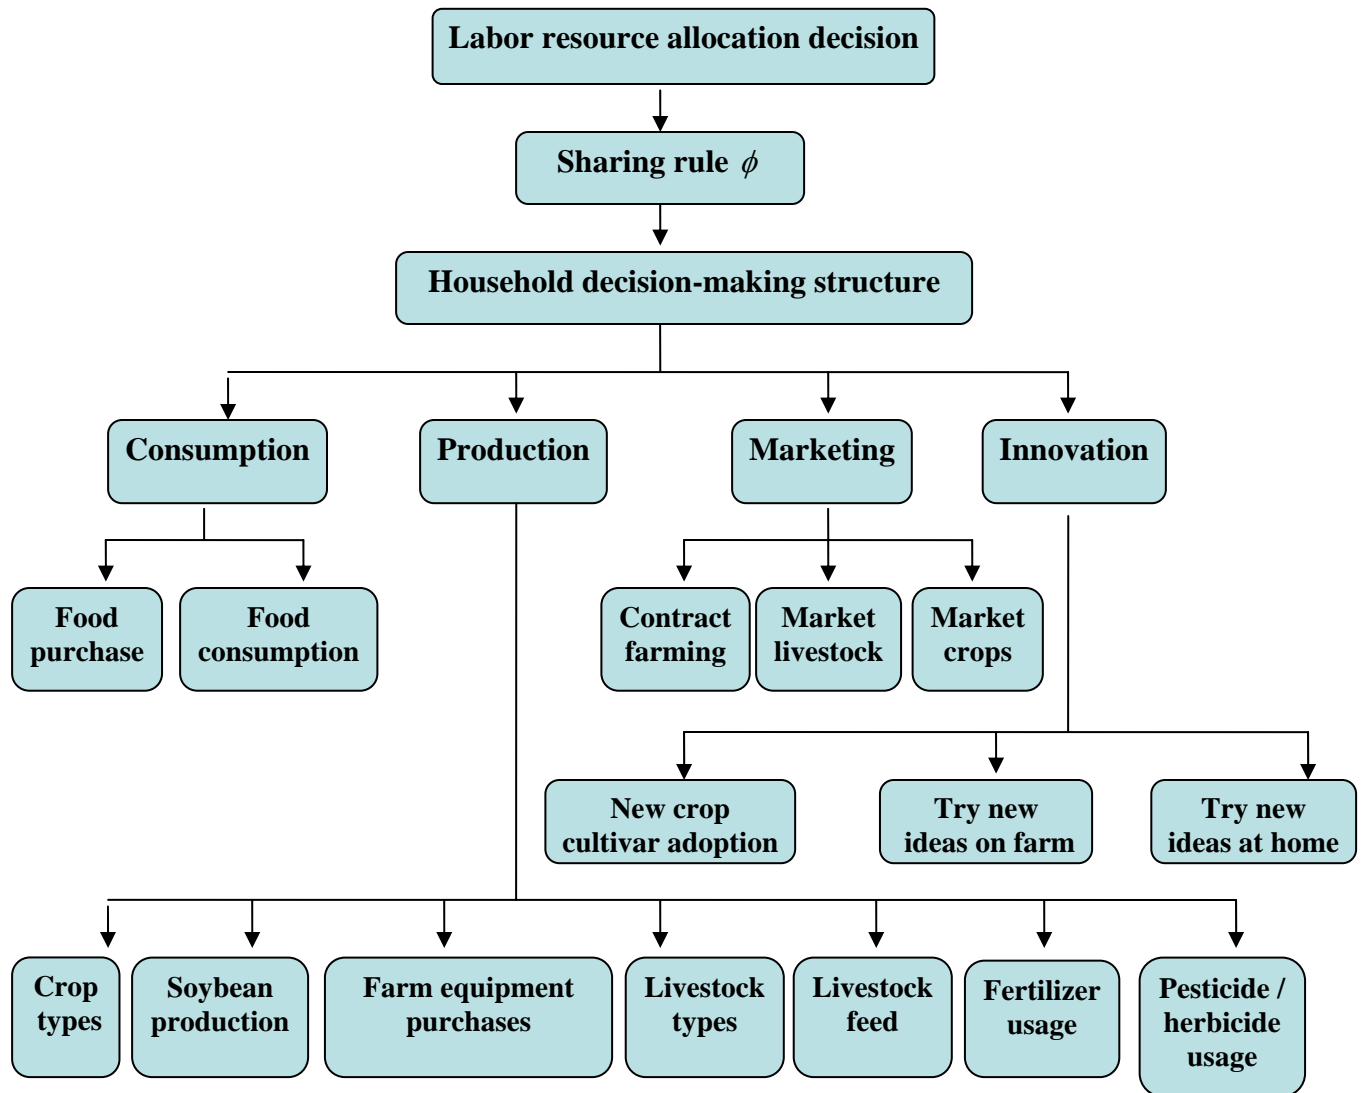 Labor resource allocation decision
Sharing rule ϕ
Household decision-making structure
Consumption
Production
Marketing
Innovation
Food
purchase
Food
consumption
Contract
farming
Market
livestock
Market
crops
New crop
cultivar adoption
Try new
ideas on farm
Try new
ideas at home
Crop
types
Soybean
production
Farm equipment
purchases
Livestock
types
Livestock
feed
Fertilizer
usage
Pesticide /
herbicide
usage